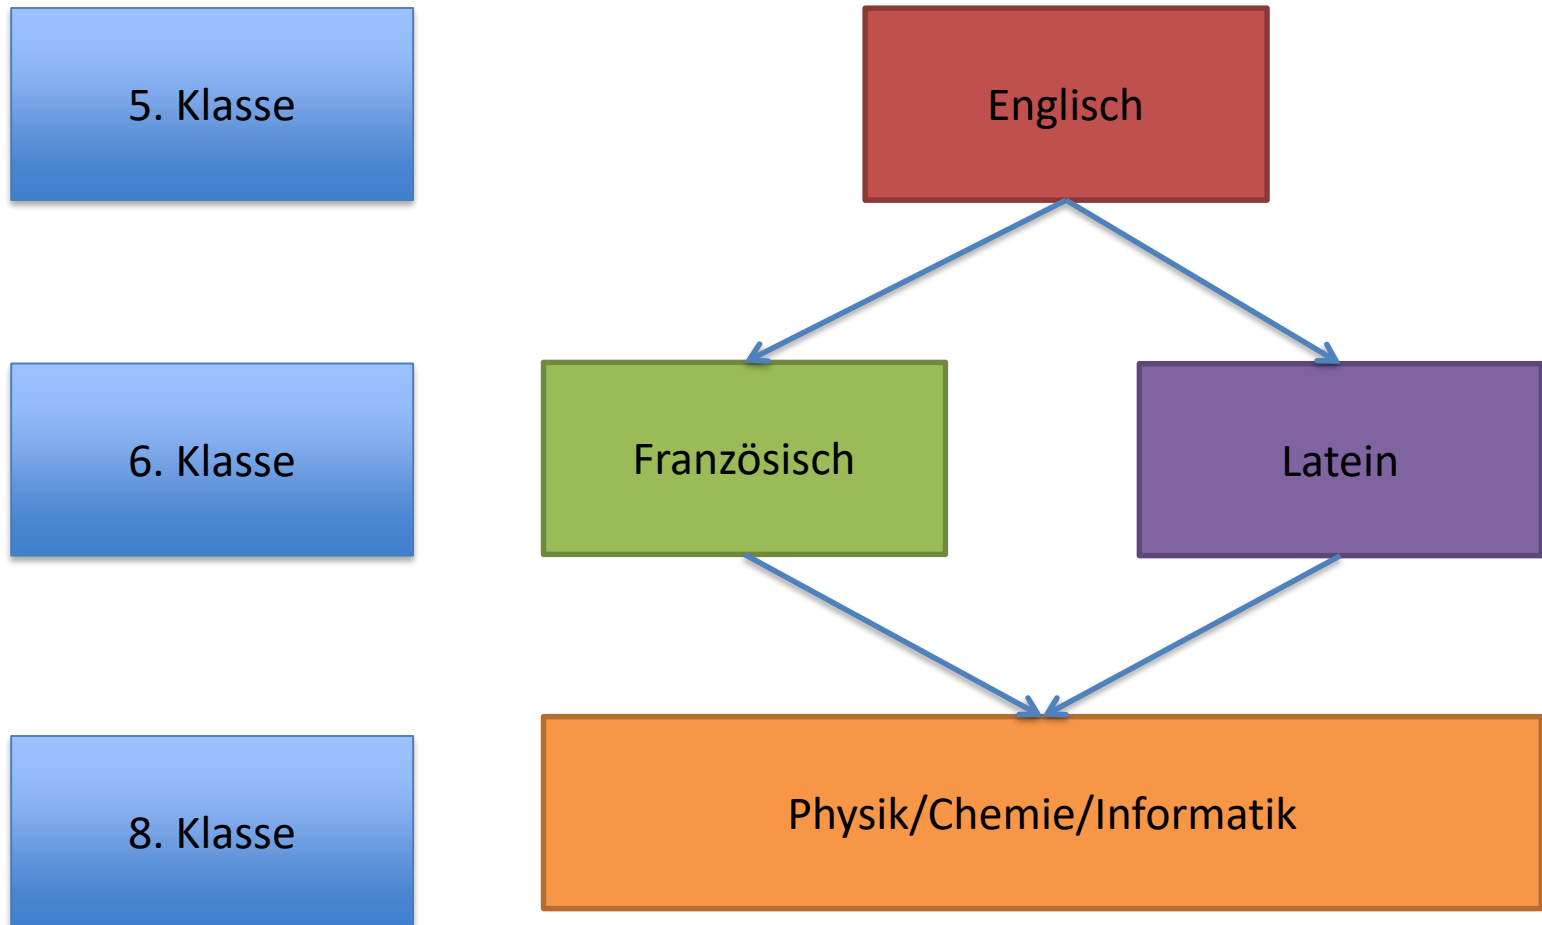 5. Klasse
Englisch
6. Klasse
Französisch
Latein
8. Klasse
Physik/Chemie/Informatik